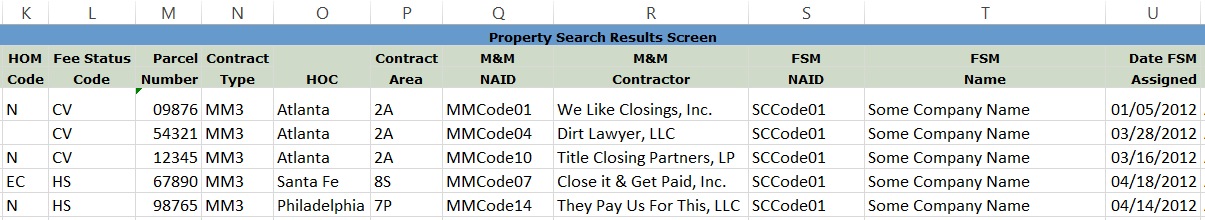 K L M N O P Q R S T U
Property Search Results Screen
HOM Fee Status Parcel Contract Contract M&M M&M FSM FSM Date FSM
Code Code Number Type HOC Area NAID Contractor NAID Name Assigned
N CV 09876 MM3 Atlanta 2A MMCode01 We Like Closings, Inc. SCCode01 Some Company Name 01/05/2012
CV 54321 MM3 Atlanta 2A MMCode04 Dirt Lawyer, LLC SCCode01 Some Company Name 03/28/2012
N CV 12345 MM3 Atlanta 2A MMCode10 Title Closing Partners, LP SCCode01 Some Company Name 03/16/2012
EC HS 67890 MM3 Santa Fe 8S MMCode07 Close it & Get Paid, Inc. SCCode01 Some Company Name 04/18/2012
N HS 98765 MM3 Philadelphia 7P MMCode14 They Pay Us For This, LLC SCCode01 Some Company Name 04/14/2012